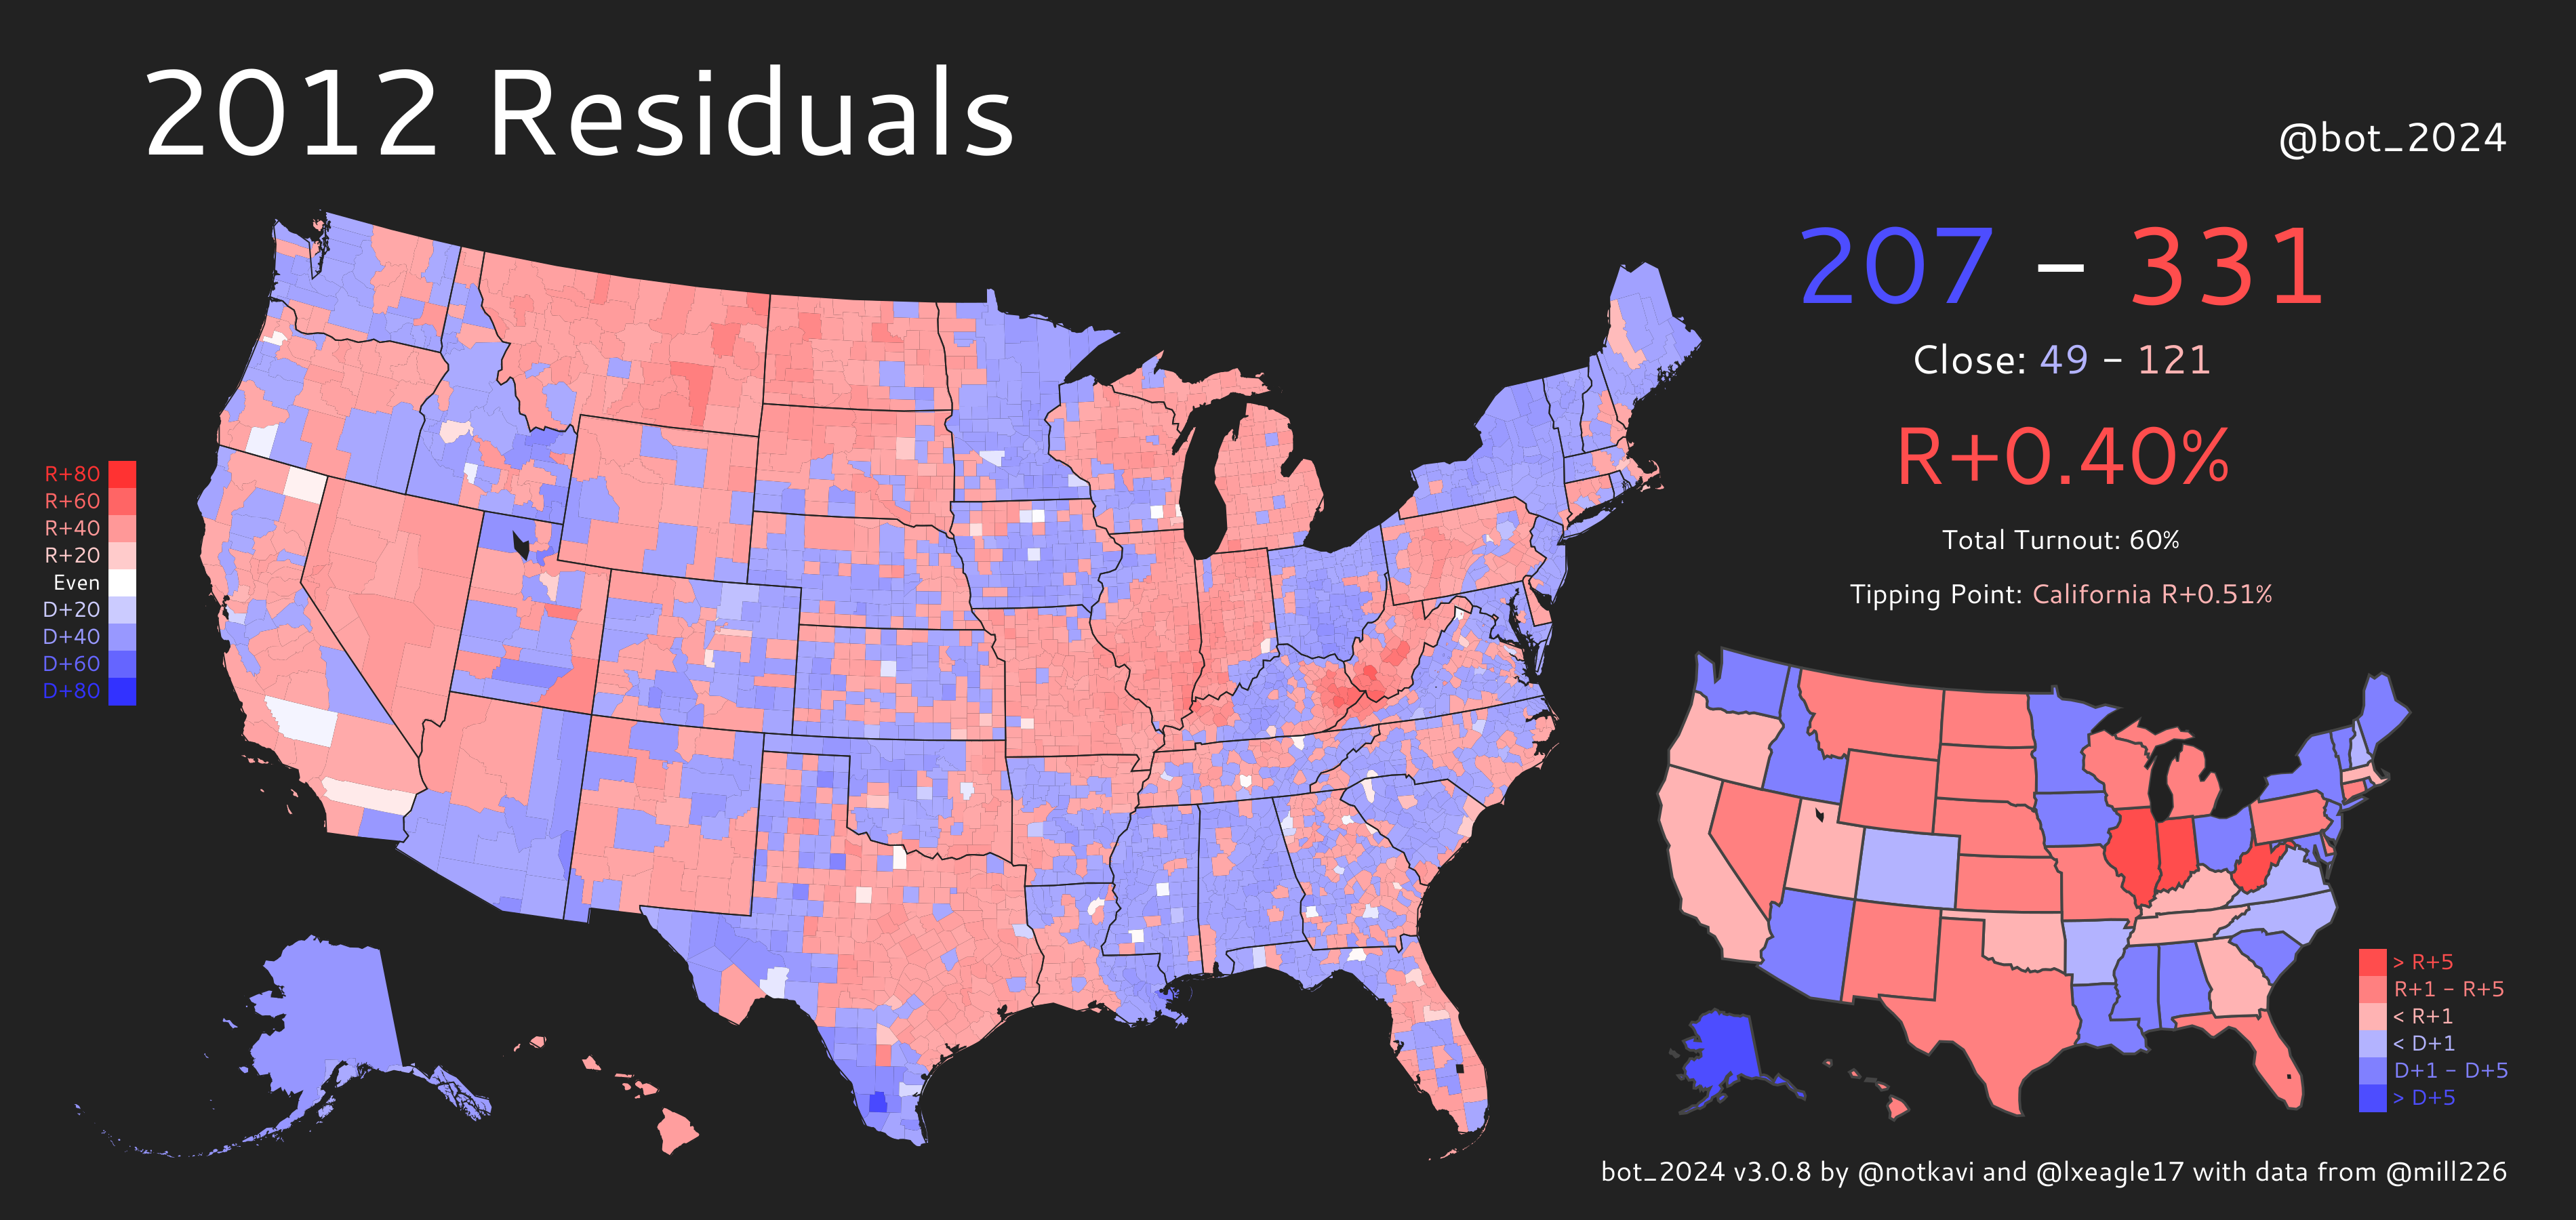 2012 Residuals
@bot_2024
207 – 331
Close: 49 – 121
R+0.40%
Total Turnout: 60%
Tipping Point: California R+0.51%
R+80
R+60
R+40
R+20
Even
D+20
D+40
D+60
D+80
> R+5
R+1 – R+5
< R+1
< D+1
D+1 – D+5
> D+5
bot_2024 v3.0.8 by @notkavi and @lxeagle17 with data from @mill226